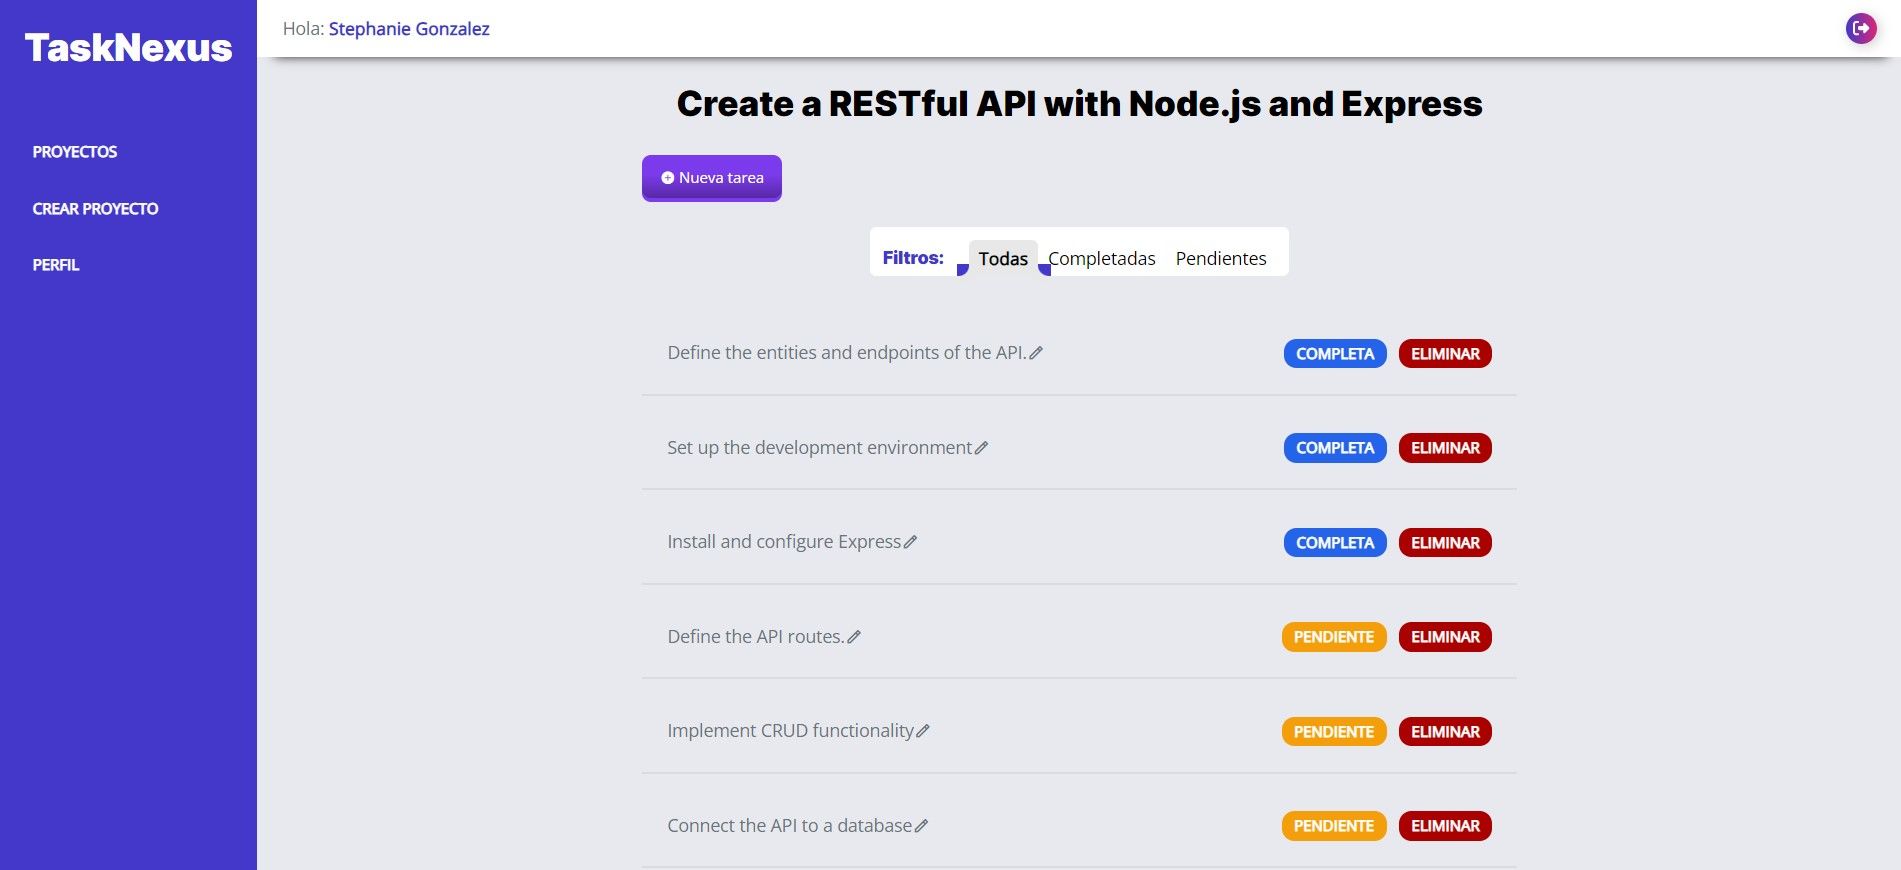 TaskNexus
Hola: Stephanie Gonzalez
PROYECTOS
CREAR PROYECTO
PERFIL
Create a RESTful API with Node.js and Express
Nueva tarea
Filtros: Todas Completadas Pendientes
Define the entities and endpoints of the API. COMPLETA ELIMINAR
Set up the development environment COMPLETA ELIMINAR
Install and configure Express COMPLETA ELIMINAR
Define the API routes. PENDIENTE ELIMINAR
Implement CRUD functionality PENDIENTE ELIMINAR
Connect the API to a database PENDIENTE ELIMINAR